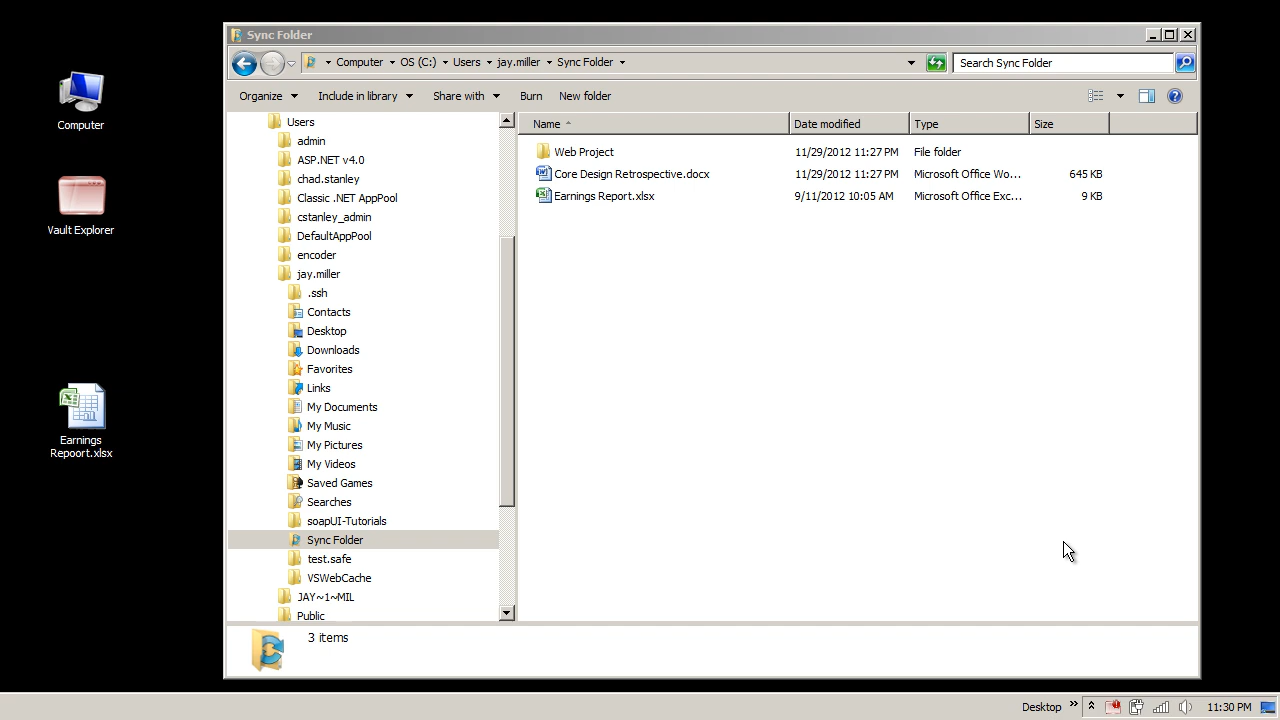 Computer
Vault Explorer
Earnings
Repoort.xlsx
Sync Folder
Computer OS (C:) Users jay.miller Sync Folder
Search Sync Folder
Organize Include in library Share with Burn New folder
Users
admin
ASP.NET v4.0
chad.stanley
Classic .NET AppPool
cstanley_admin
DefaultAppPool
encoder
jay.miller
.ssh
Contacts
Desktop
Downloads
Favorites
Links
My Documents
My Music
My Pictures
My Videos
Saved Games
Searches
soapUI-Tutorials
Sync Folder
test.safe
VSWebCache
JAY~1~MIL
Public
Name Date modified Type Size
Web Project 11/29/2012 11:27 PM File folder
Core Design Retrospective.docx 11/29/2012 11:27 PM Microsoft Office Wo... 645 KB
Earnings Report.xlsx 9/11/2012 10:05 AM Microsoft Office Exc... 9 KB
3 items
Desktop » 11:30 PM